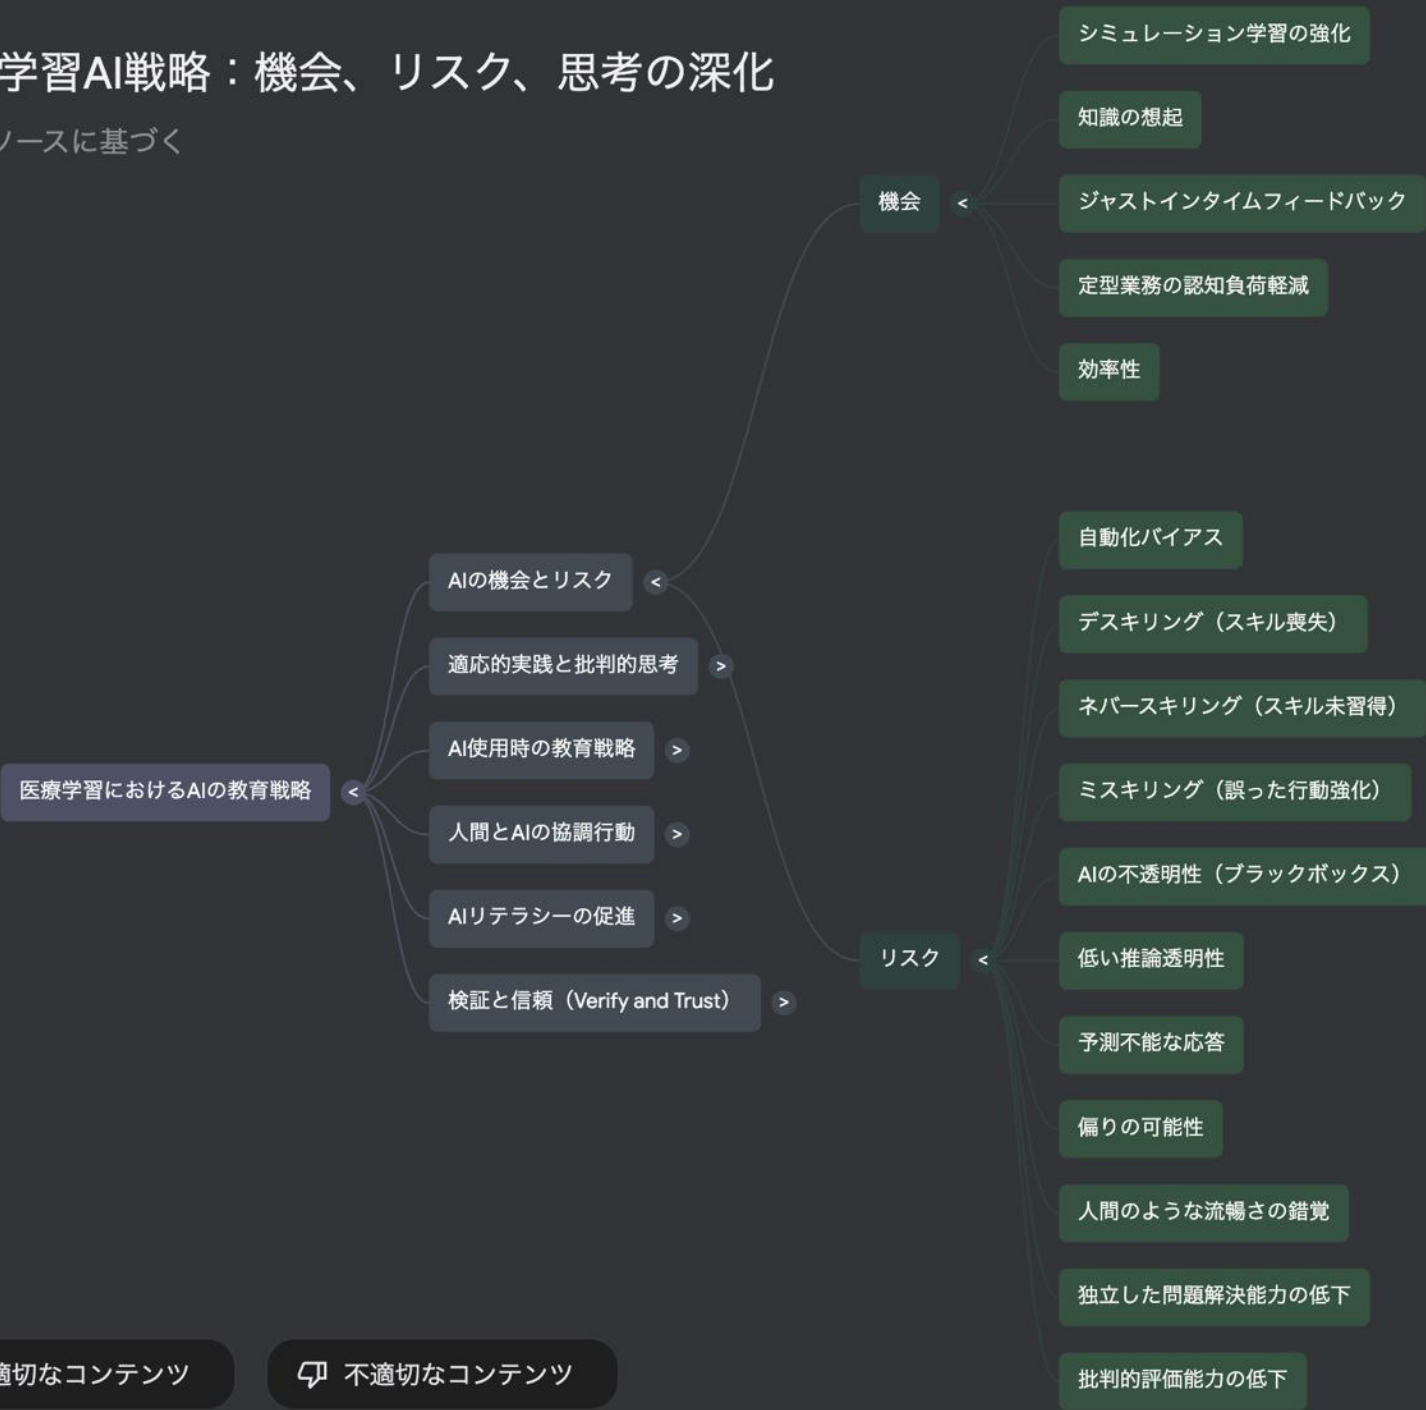 学習AI戦略：機会、リスク、思考の深化
ソースに基づく
医療学習におけるAIの教育戦略
<
AIの機会とリスク
<
機会
<
シミュレーション学習の強化
知識の想起
ジャストインタイムフィードバック
定型業務の認知負荷軽減
効率性
リスク
<
自動化バイアス
デスキリング（スキル喪失）
ネバースキリング（スキル未習得）
ミスキリング（誤った行動強化）
AIの不透明性（ブラックボックス）
低い推論透明性
予測不能な応答
偏りの可能性
人間のような流暢さの錯覚
独立した問題解決能力の低下
批判的評価能力の低下
適応的実践と批判的思考
>
AI使用時の教育戦略
>
人間とAIの協調行動
>
AIリテラシーの促進
>
検証と信頼（Verify and Trust）
>
適切なコンテンツ
不適切なコンテンツ